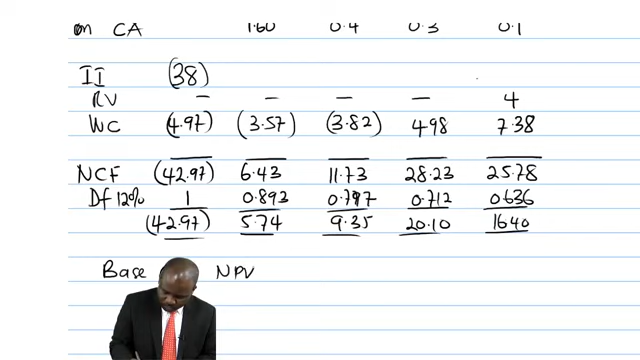 on CA 1.60 0.4 0.3 0.1
II (38)
RV – – – – 4
WC (4.97) (3.57) (3.82) 4.98 7.38
NCF (42.97) 6.43 11.73 28.23 25.78
Df 12% 1 0.893 0.797 0.712 0.636
(42.97) 5.74 9.35 20.10 1640
Base NPV